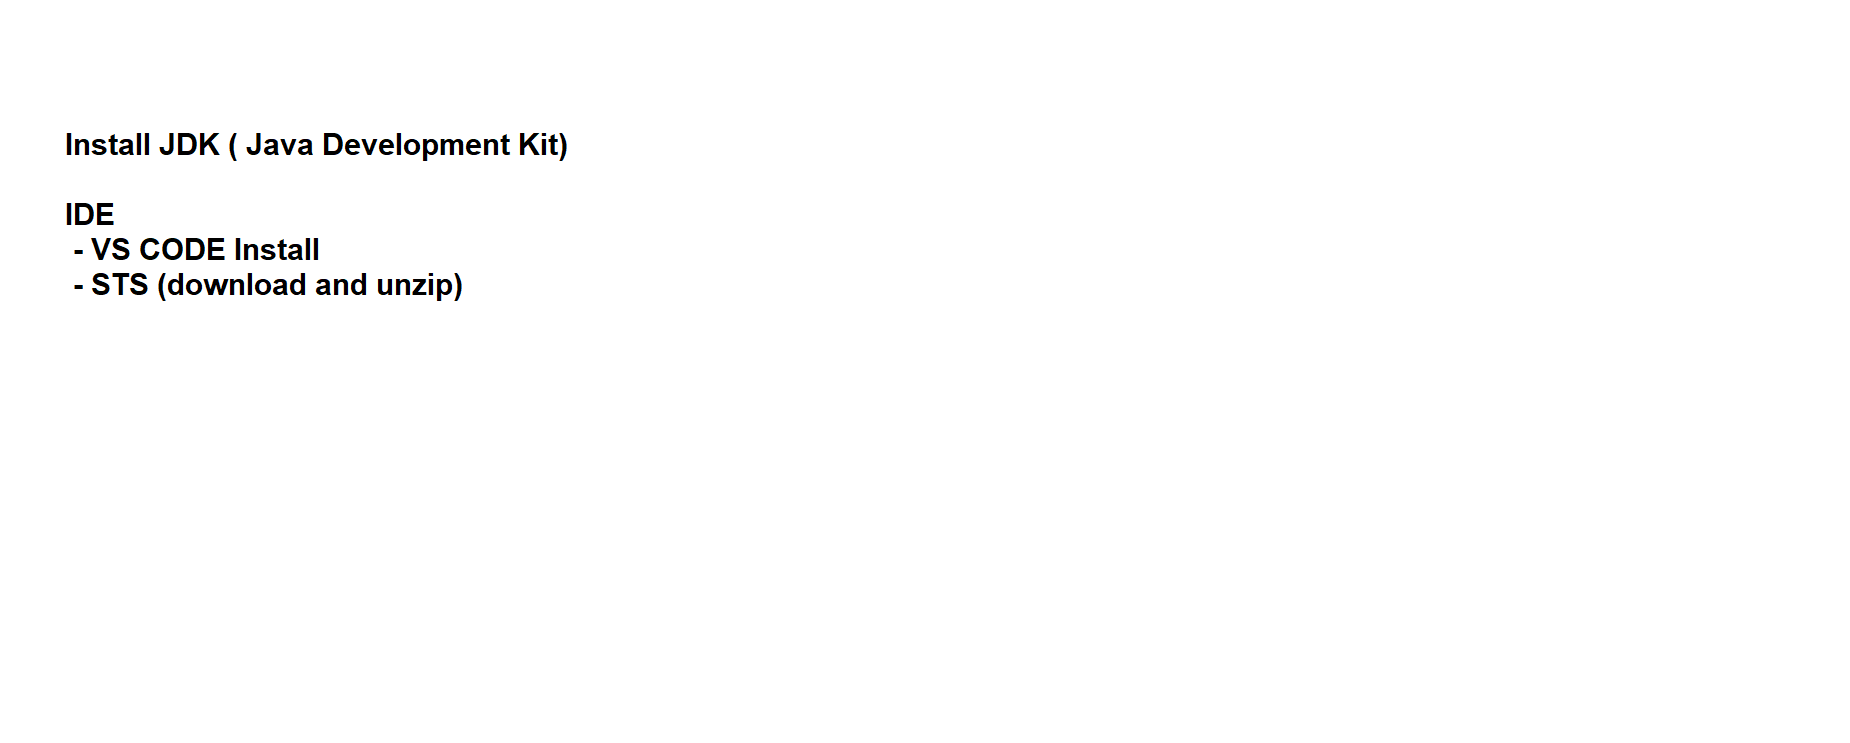 Install JDK ( Java Development Kit)
IDE
- VS CODE Install
- STS (download and unzip)